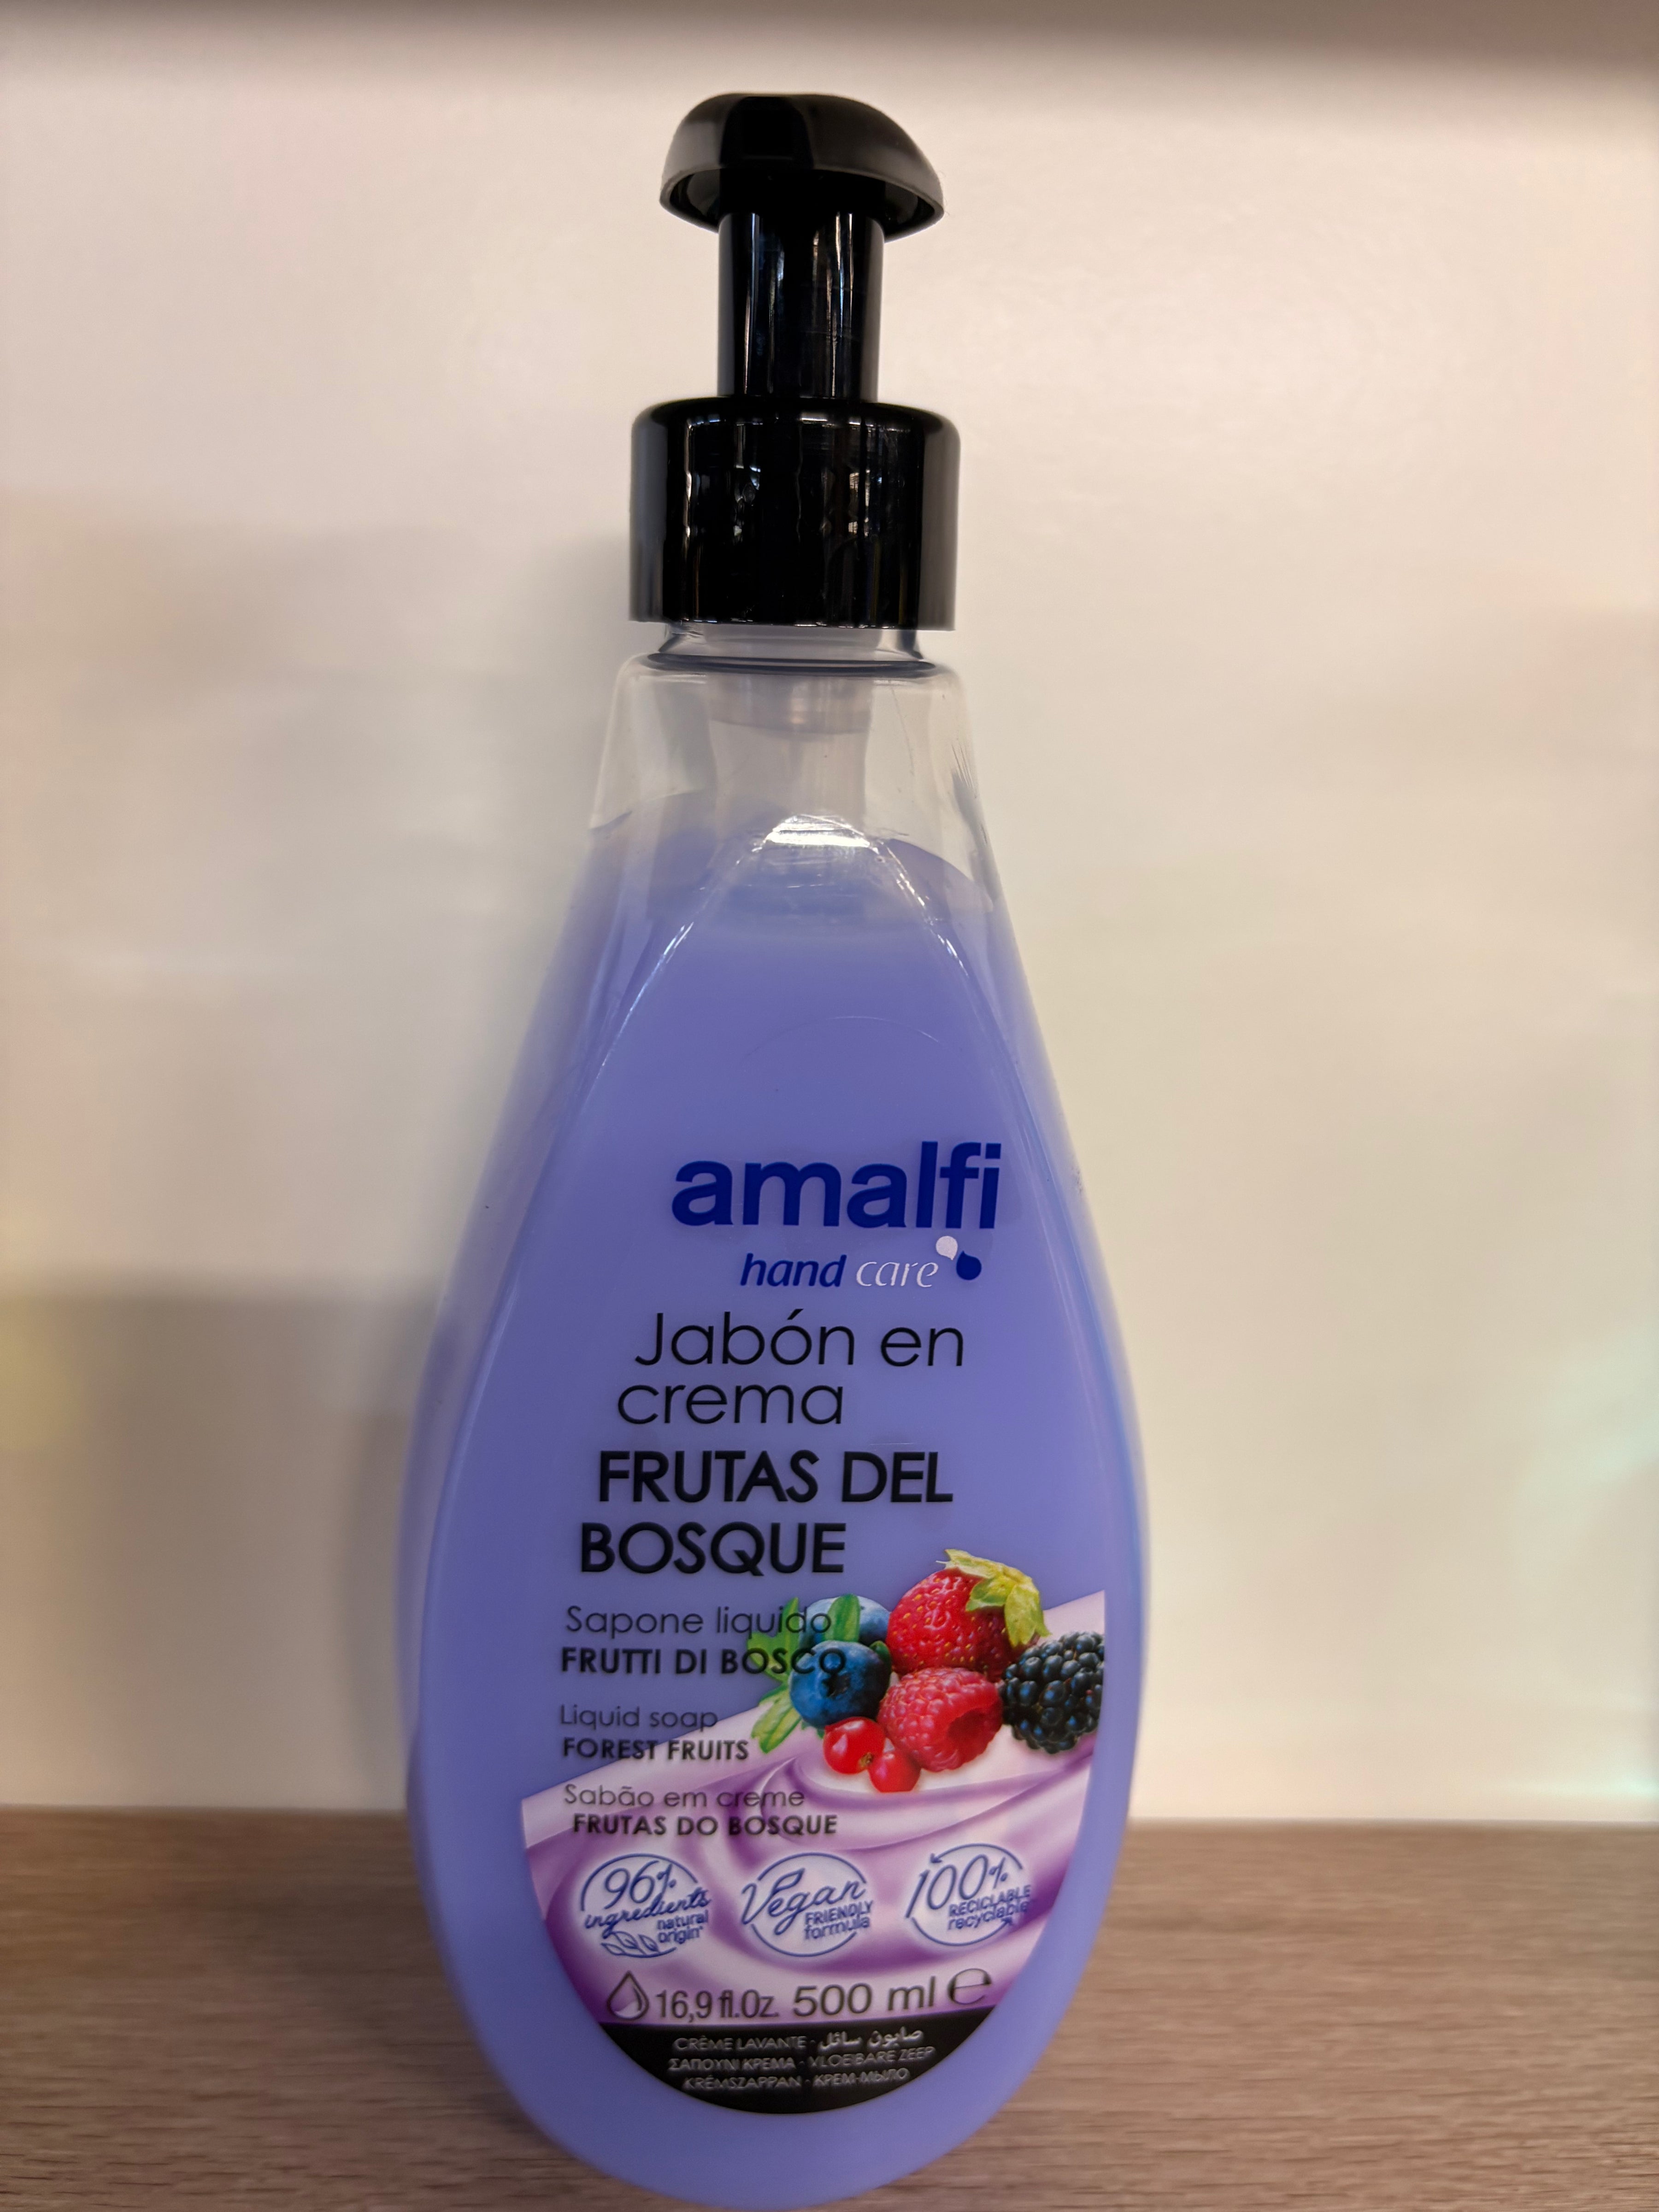 amalfi
hand care
Jabón en
crema
FRUTAS DEL
BOSQUE
Sapone liquido
FRUTTI DI BOSCO
Liquid soap
FOREST FRUITS
Sabão em creme
FRUTAS DO BOSQUE
96%
ingredients
natural
origin*
Vegan
FRIENDLY
formula
100%
RECICLABLE
recyclable
16,9 fl.Oz. 500 ml ℮
CRÈME LAVANTE - صابون سائل
ΣΑΠΟΥΝΙ ΚΡΕΜΑ - VLOEIBARE ZEEP
KRÉMSZAPPAN - КРЕМ-МЫЛО